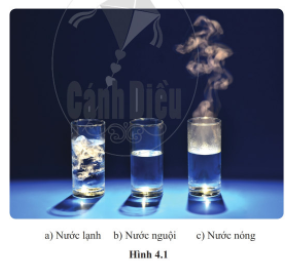 Cánh Diều
a) Nước lạnh b) Nước nguội c) Nước nóng
Hình 4.1